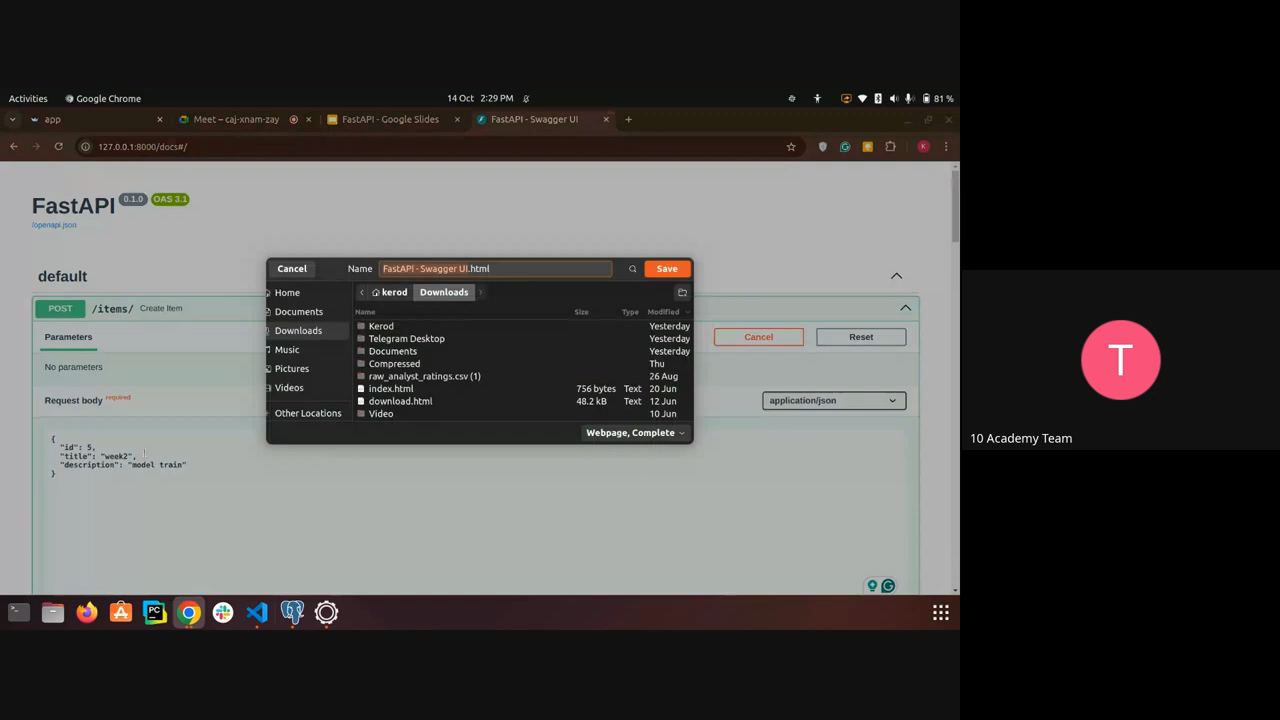 Activities Google Chrome 14 Oct 2:29 PM 81 %
app Meet – caj-xnam-zay FastAPI - Google Slides FastAPI - Swagger UI
127.0.0.1:8000/docs#/ K
FastAPI 0.1.0 OAS 3.1
/openapi.json
default
POST /items/ Create Item
Parameters Cancel Reset
No parameters
Request body required application/json
{
"id": 5,
"title": "week2",
"description": "model train"
}
Cancel Name FastAPI - Swagger UI.html Save
Home kerod Downloads
Documents
Downloads
Music
Pictures
Videos
Other Locations
Name Size Type Modified
Kerod Yesterday
Telegram Desktop Yesterday
Documents Yesterday
Compressed Thu
raw_analyst_ratings.csv (1) 26 Aug
index.html 756 bytes Text 20 Jun
download.html 48.2 kB Text 12 Jun
Video 10 Jun
Webpage, Complete
PC
T
10 Academy Team